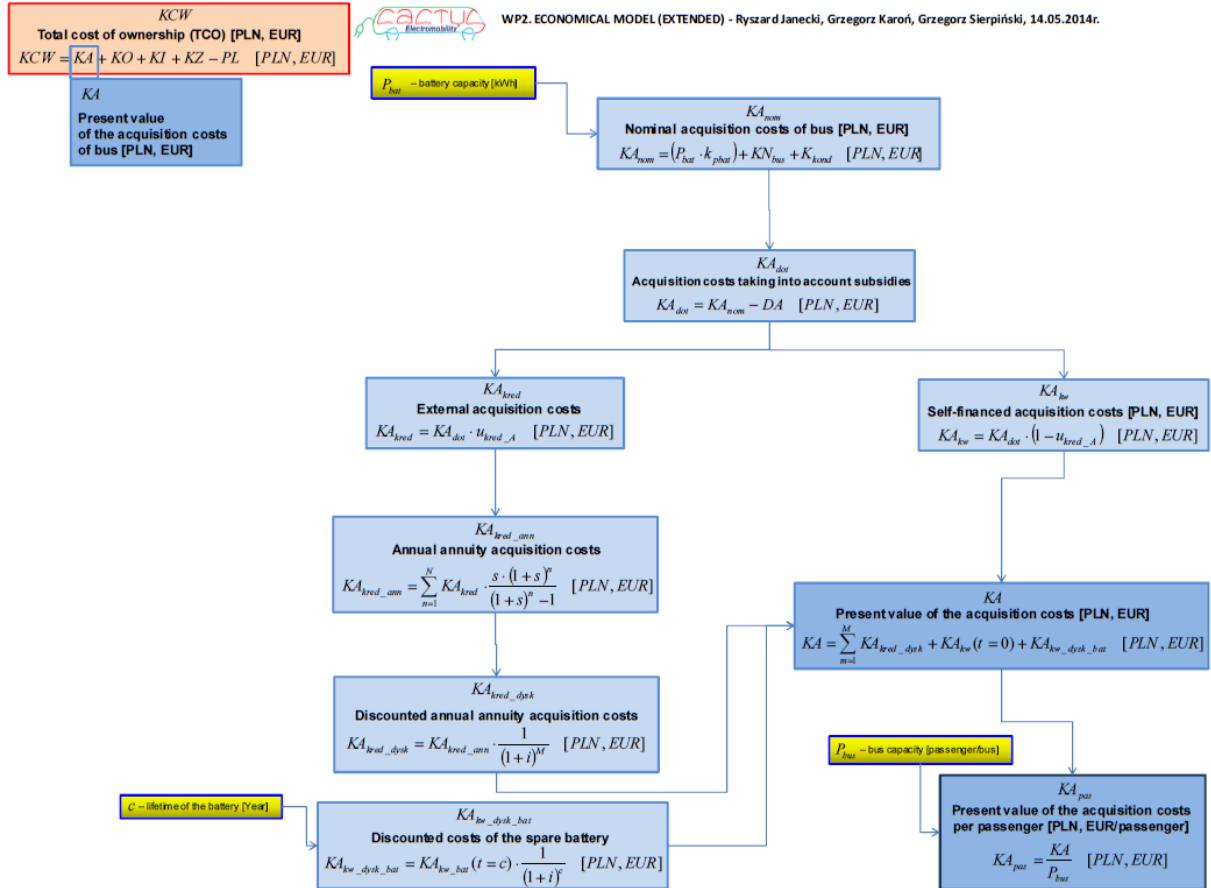 KCW
Total cost of ownership (TCO) [PLN, EUR]
KCW = KA + KO + KI + KZ − PL [PLN, EUR]
KA
Present value
of the acquisition costs
of bus [PLN, EUR]
cactus
Electromobility
WP2. ECONOMICAL MODEL (EXTENDED) - Ryszard Janecki, Grzegorz Karoń, Grzegorz Sierpiński, 14.05.2014r.
P_bat – battery capacity [kWh]
KA_nom
Nominal acquisition costs of bus [PLN, EUR]
KA_nom = (P_bat · k_pbat) + KN_bus + K_kond [PLN, EUR]
KA_dot
Acquisition costs taking into account subsidies
KA_dot = KA_nom − DA [PLN, EUR]
KA_kred
External acquisition costs
KA_kred = KA_dot · u_kred_A [PLN, EUR]
KA_kw
Self-financed acquisition costs [PLN, EUR]
KA_kw = KA_dot · (1 − u_kred_A) [PLN, EUR]
KA_kred_ann
Annual annuity acquisition costs
KA_kred_ann = ∑_{n=1}^{N} KA_kred · s · (1 + s)^n / ((1 + s)^n − 1) [PLN, EUR]
KA
Present value of the acquisition costs [PLN, EUR]
KA = ∑_{m=1}^{M} KA_kred_dysk + KA_kw (t = 0) + KA_kw_dysk_bat [PLN, EUR]
KA_kred_dysk
Discounted annual annuity acquisition costs
KA_kred_dysk = KA_kred_ann · 1 / (1 + i)^M [PLN, EUR]
P_bus – bus capacity [passenger/bus]
c – lifetime of the battery [Year]
KA_kw_dysk_bat
Discounted costs of the spare battery
KA_kw_dysk_bat = KA_kw_bat (t = c) · 1 / (1 + i)^c [PLN, EUR]
KA_pas
Present value of the acquisition costs
per passenger [PLN, EUR/passenger]
KA_pas = KA / P_bus [PLN, EUR]